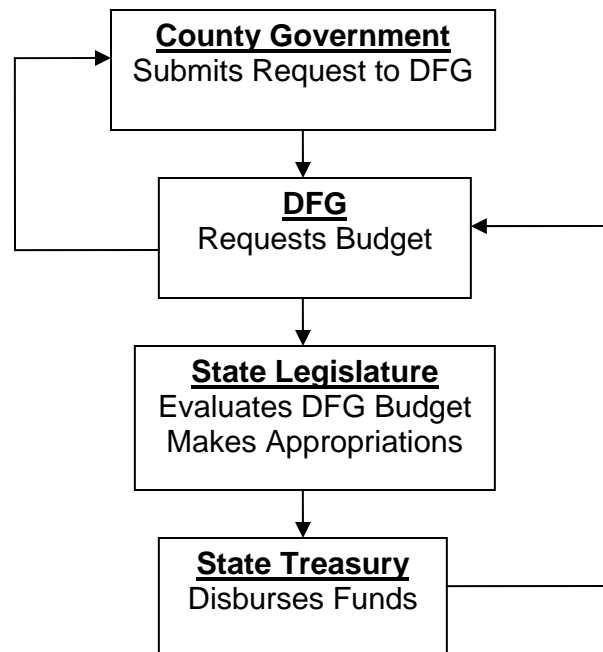 County Government
Submits Request to DFG
DFG
Requests Budget
State Legislature
Evaluates DFG Budget
Makes Appropriations
State Treasury
Disburses Funds